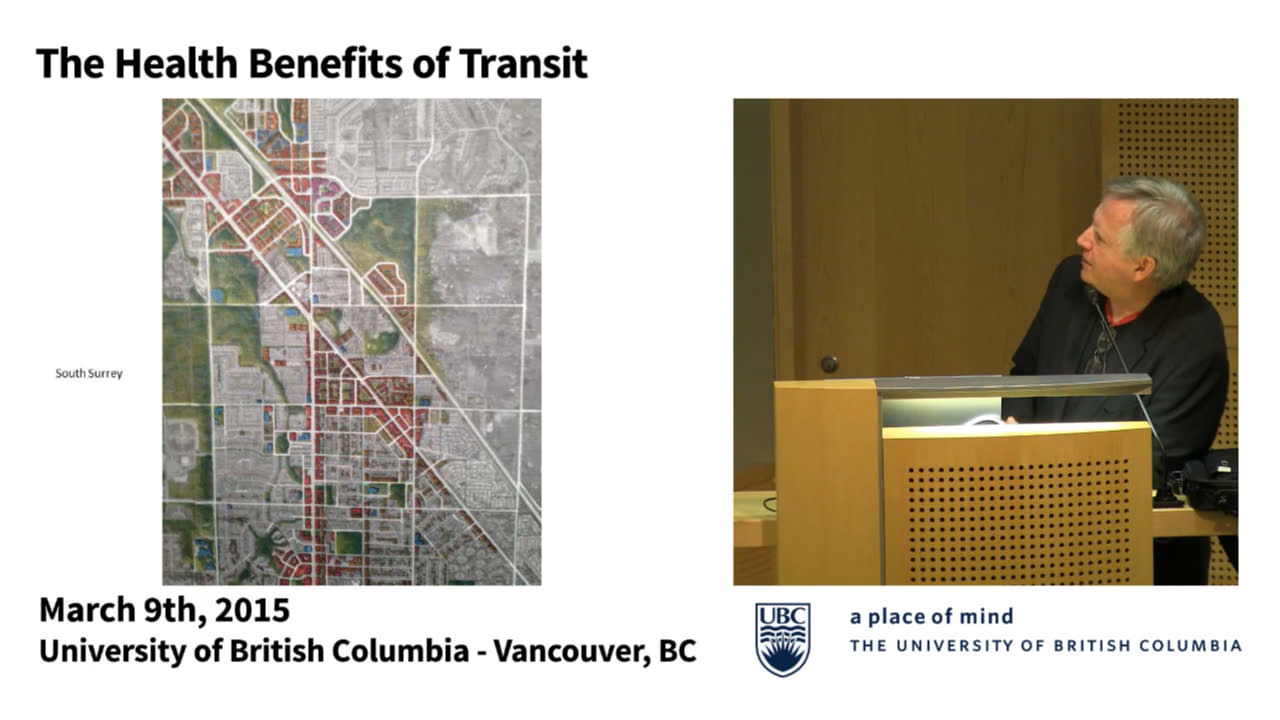 The Health Benefits of Transit
South Surrey
March 9th, 2015
University of British Columbia - Vancouver, BC
UBC
a place of mind
THE UNIVERSITY OF BRITISH COLUMBIA